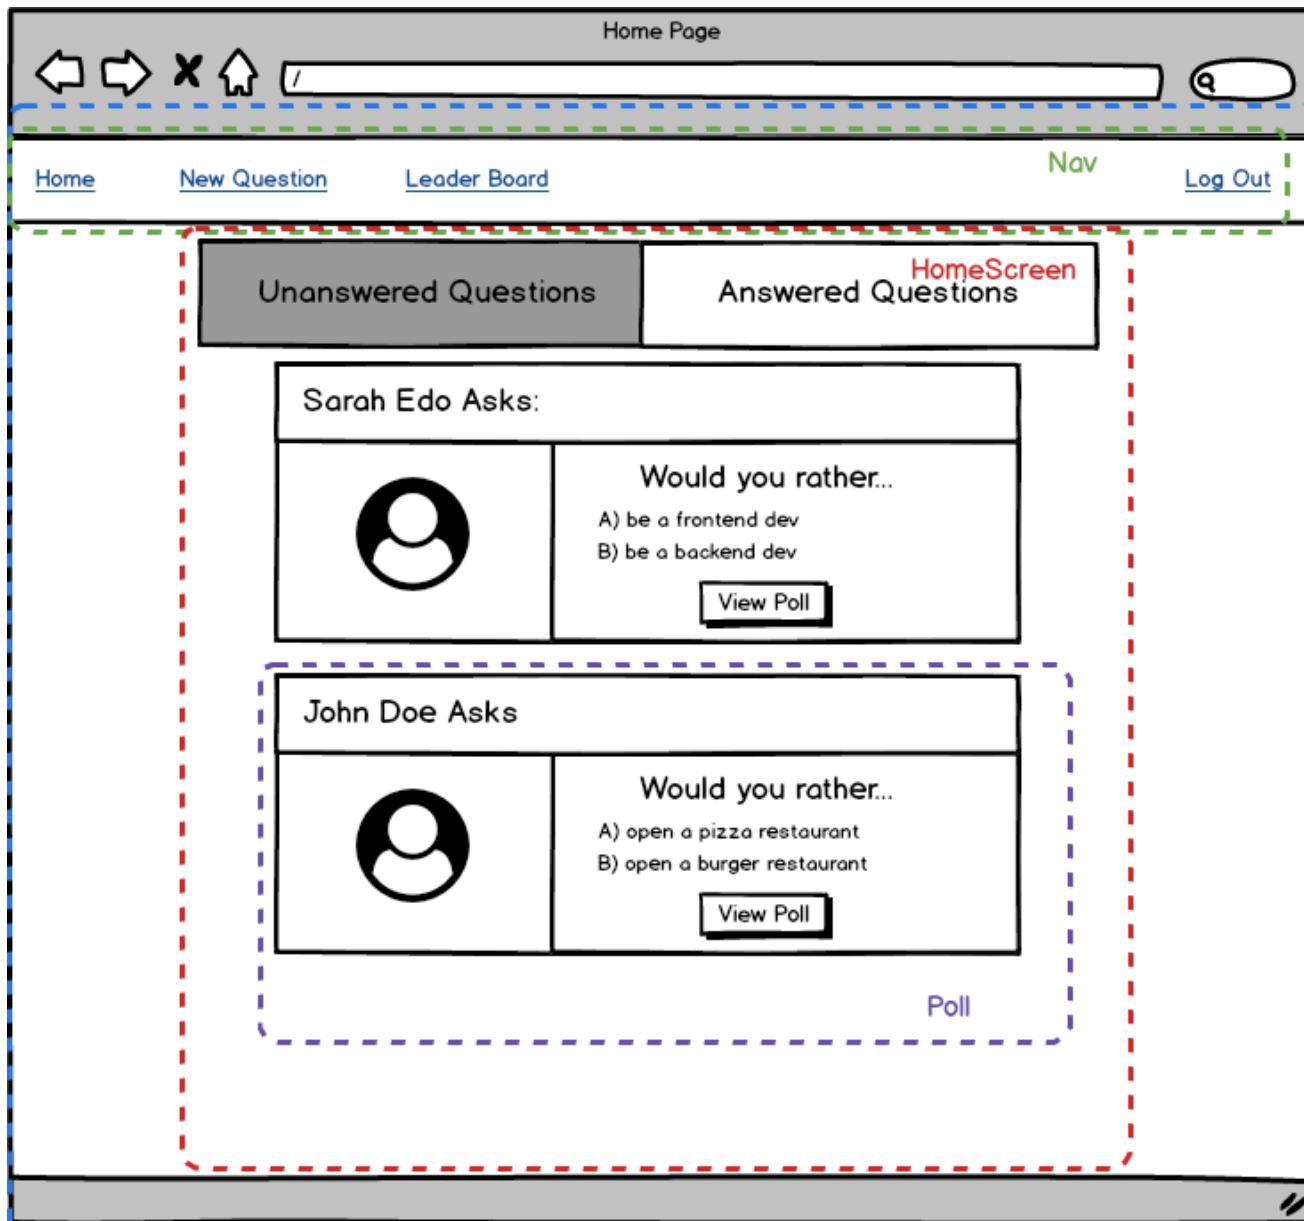 Home Page
/
Home New Question Leader Board Nav Log Out
HomeScreen
Unanswered Questions Answered Questions
Sarah Edo Asks:
Would you rather...
A) be a frontend dev
B) be a backend dev
View Poll
John Doe Asks
Would you rather...
A) open a pizza restaurant
B) open a burger restaurant
View Poll
Poll